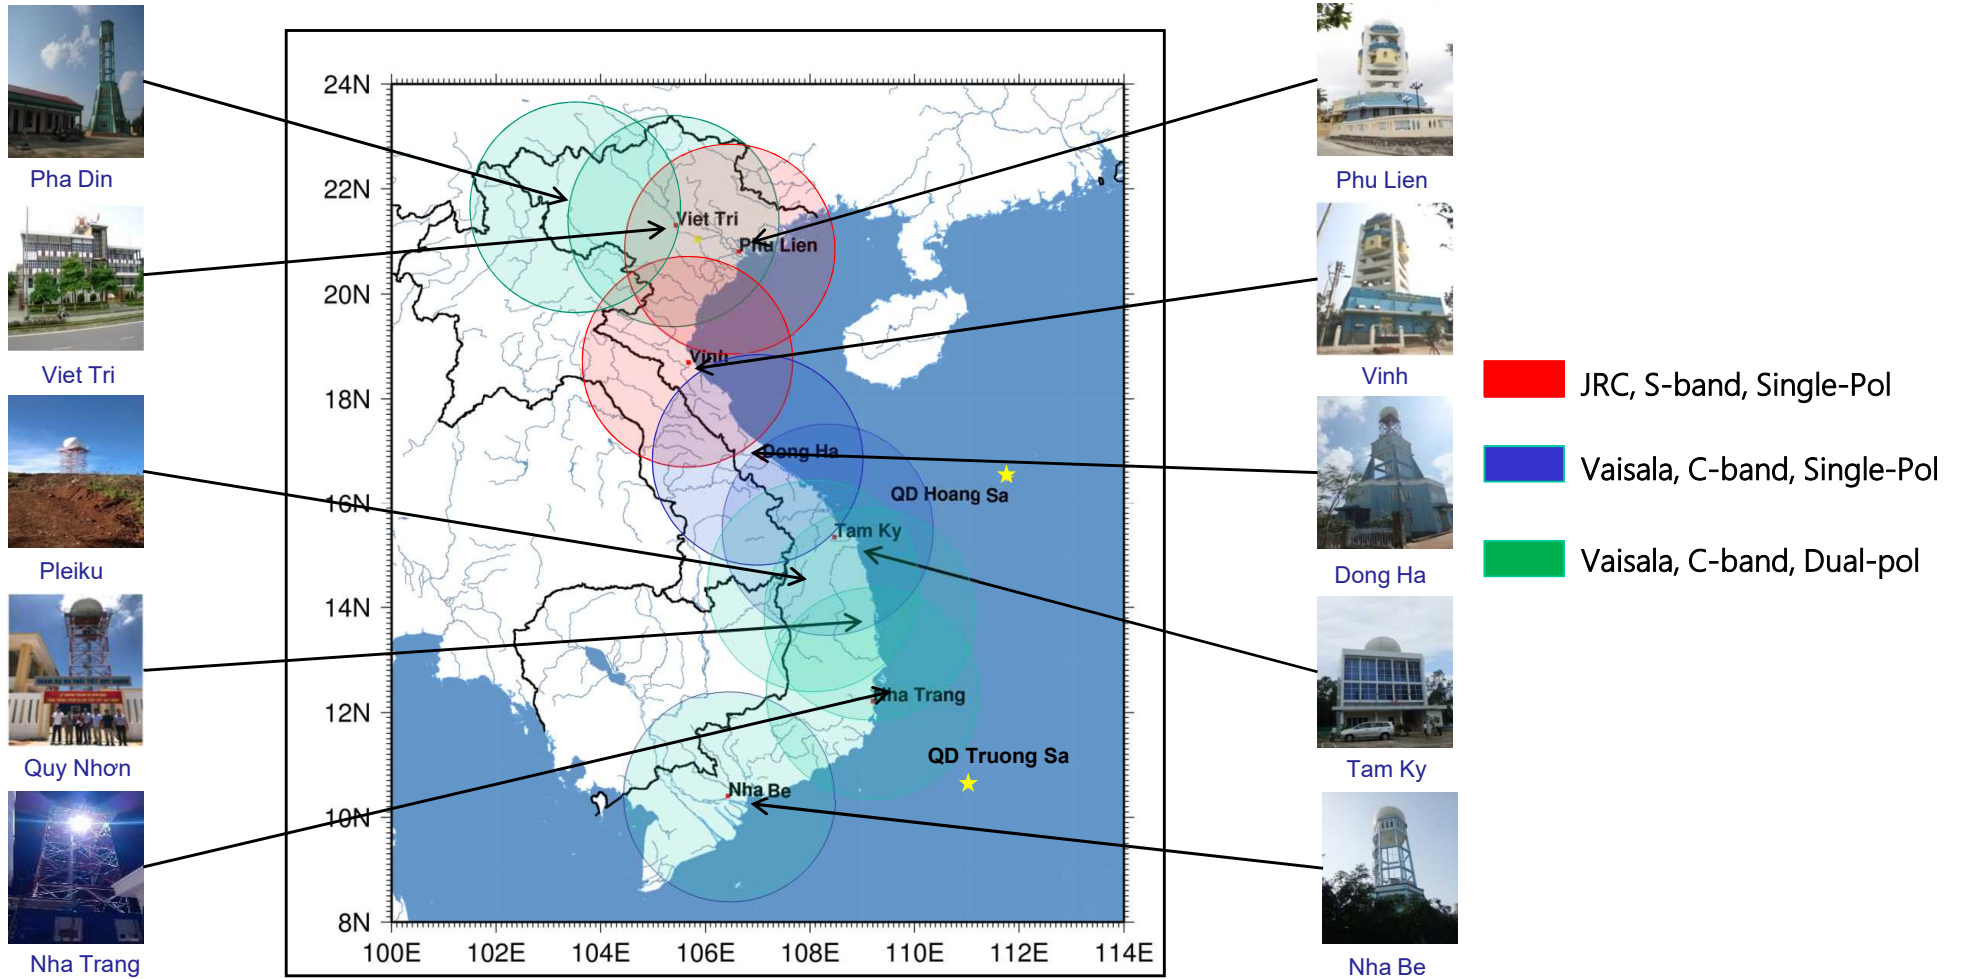 Pha Din
Viet Tri
Pleiku
Quy Nhơn
Nha Trang
24N
22N
20N
18N
16N
14N
12N
10N
8N
100E
102E
104E
106E
108E
110E
112E
114E
Viet Tri
Phu Lien
Vinh
Dong Ha
QD Hoang Sa
Tam Ky
Nha Trang
QD Truong Sa
Nha Be
Phu Lien
Vinh
Dong Ha
Tam Ky
Nha Be
JRC, S-band, Single-Pol
Vaisala, C-band, Single-Pol
Vaisala, C-band, Dual-pol